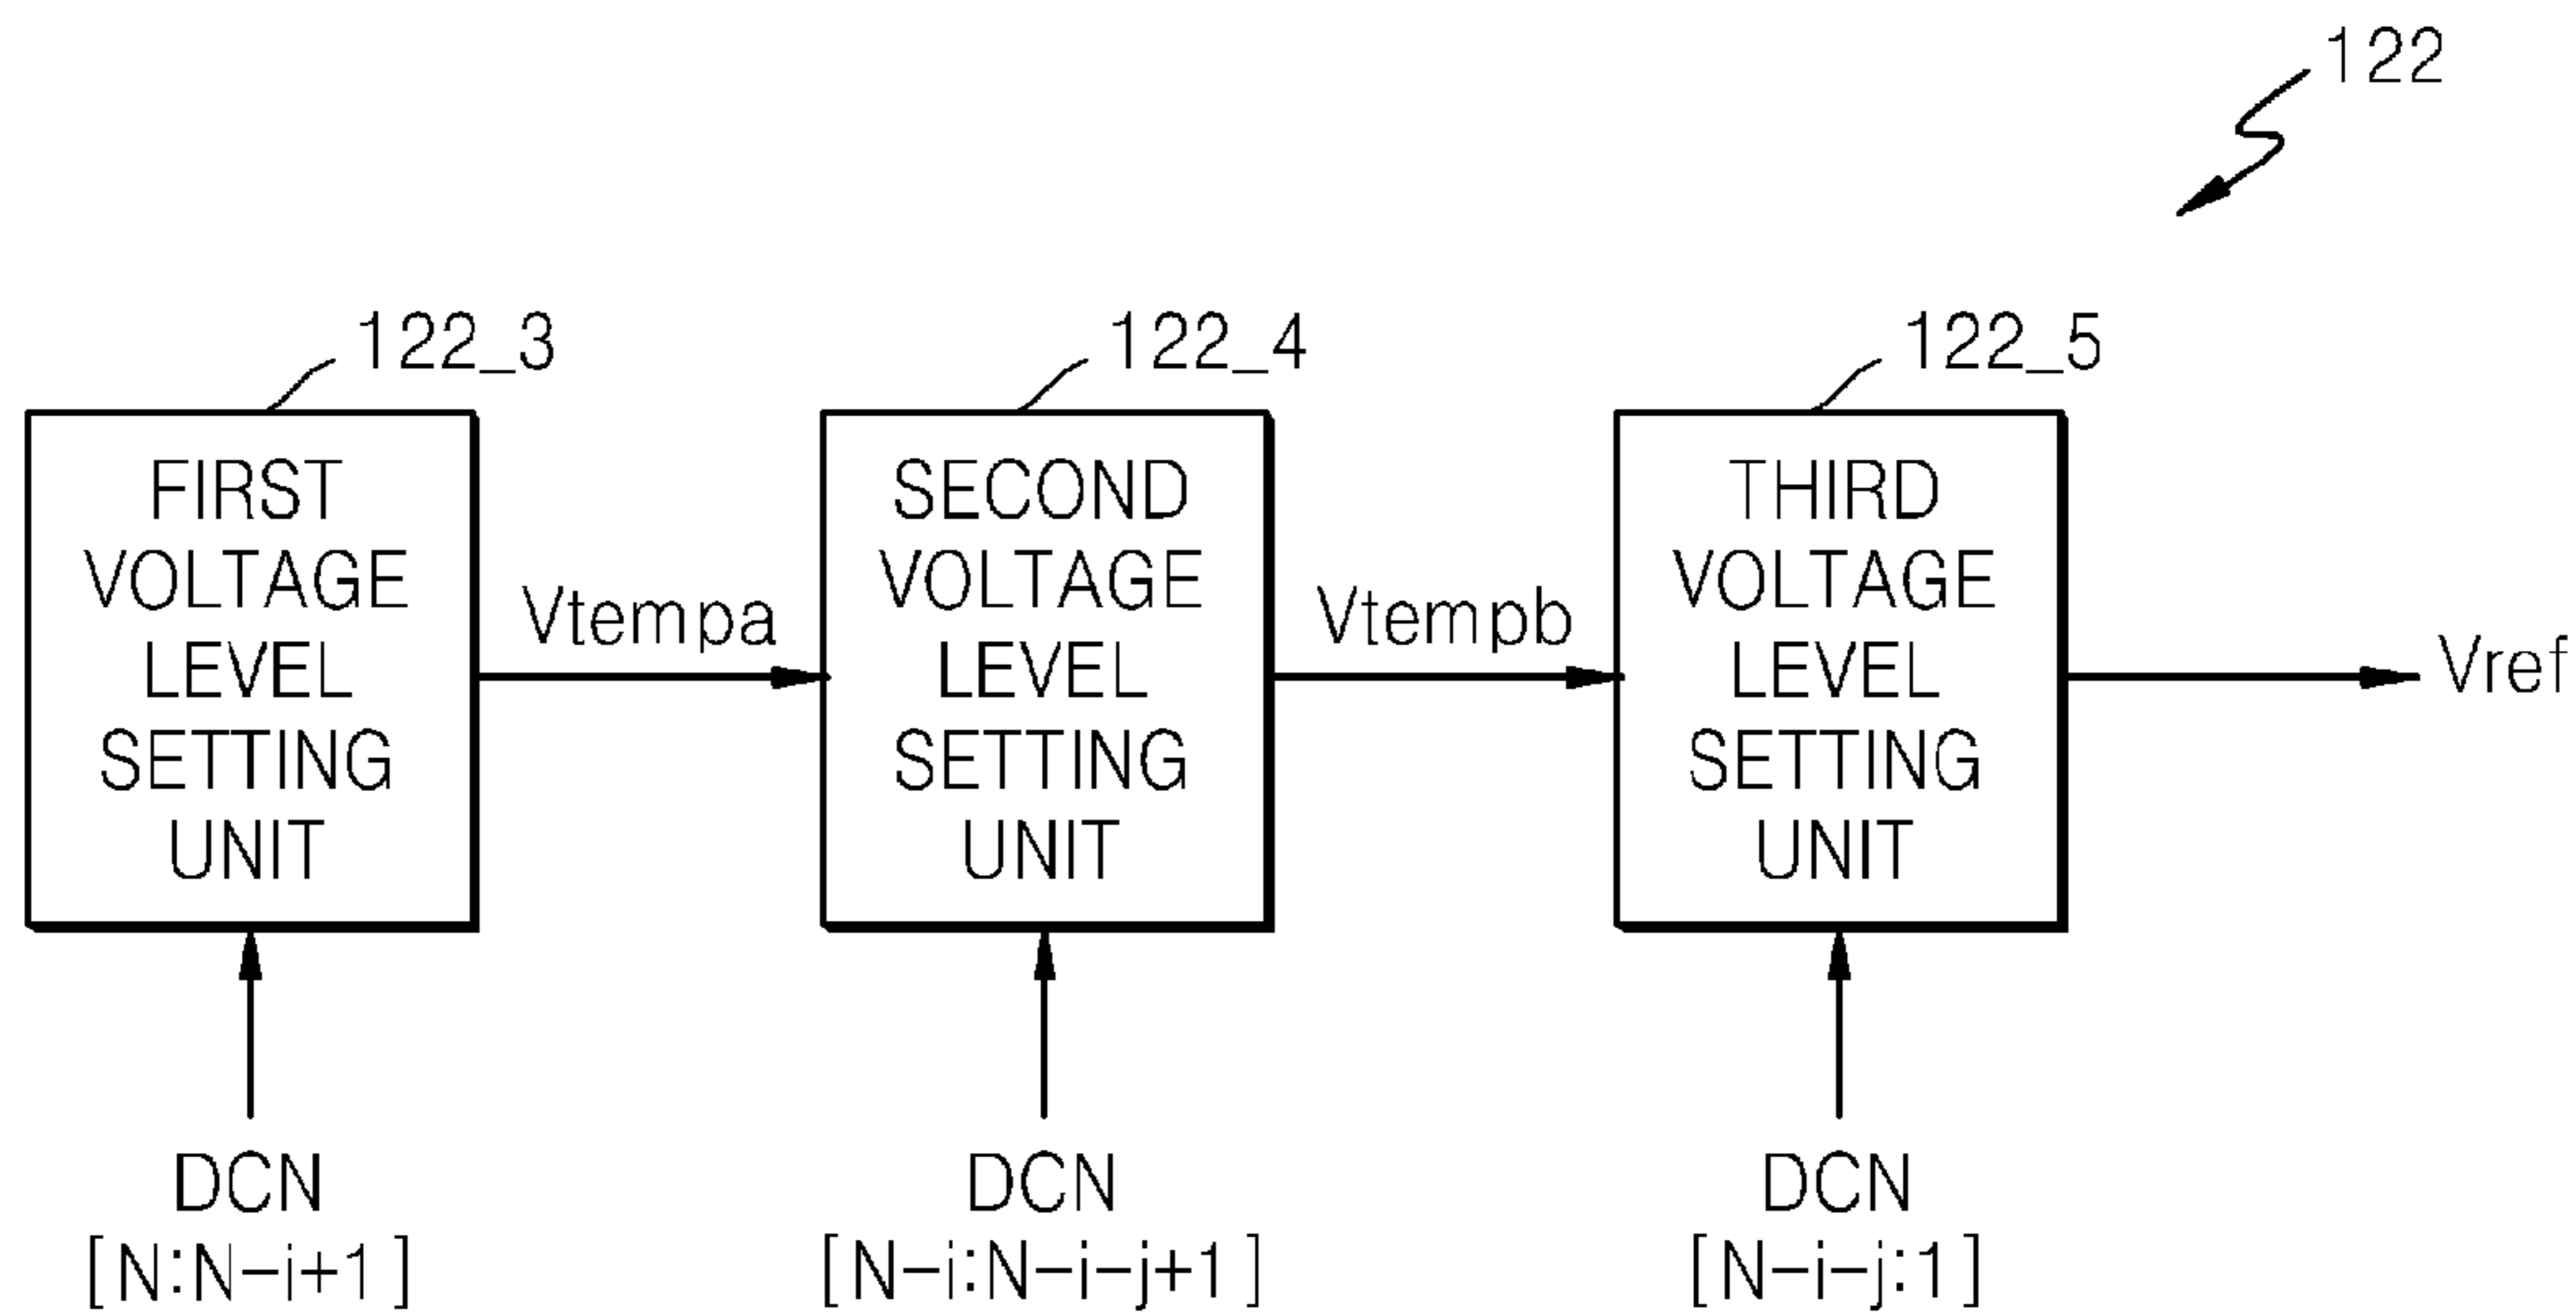 122
122_3
122_4
122_5
FIRST
VOLTAGE
LEVEL
SETTING
UNIT
Vtempa
SECOND
VOLTAGE
LEVEL
SETTING
UNIT
Vtempb
THIRD
VOLTAGE
LEVEL
SETTING
UNIT
Vref
DCN
[N:N-i+1]
DCN
[N-i:N-i-j+1]
DCN
[N-i-j:1]